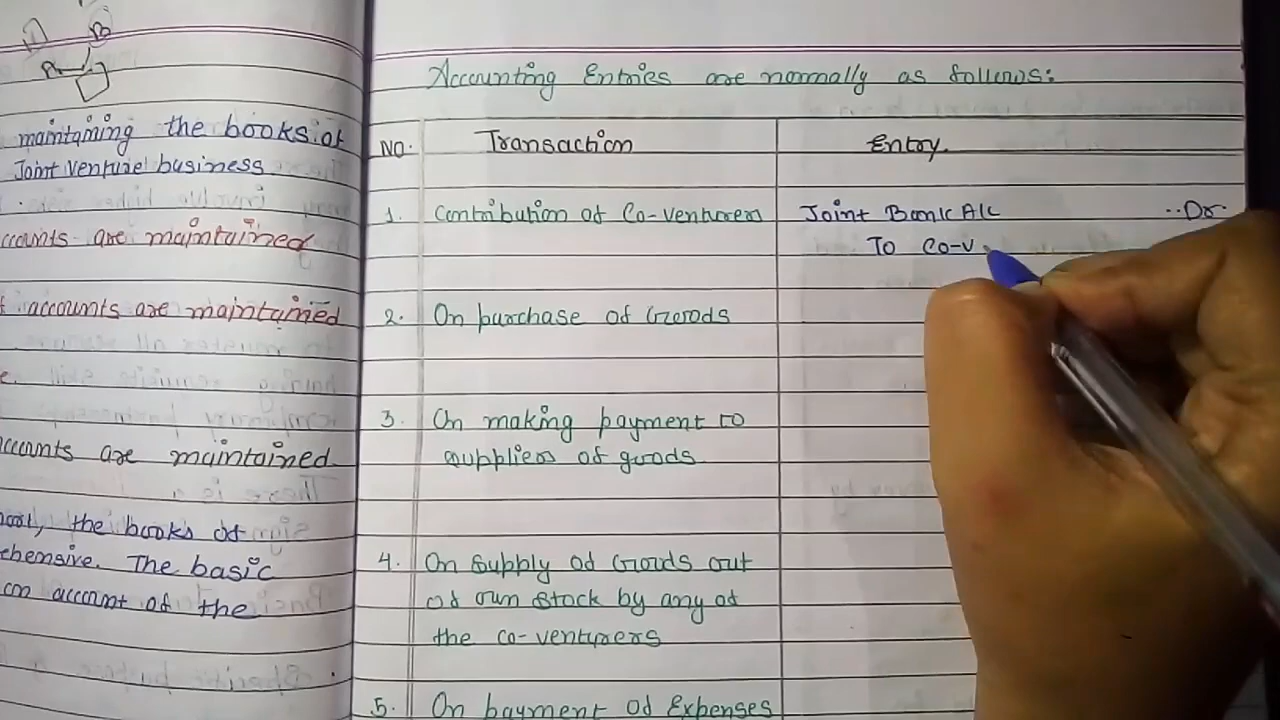 maintaining the books of
Joint Venture business
accounts are maintained
accounts are maintained
accounts are maintained
the books of
The basic
account of the
Accounting Entries are normally as follows:
No. Transaction Entry.
1. Contribution of Co-venturers Joint Bank A/c ...Dr.
To Co-v
2. On purchase of Goods
3. On making payment to
suppliers of goods
4. On supply of Goods out
of own stock by any of
the co-venturers
5. On payment of Expenses